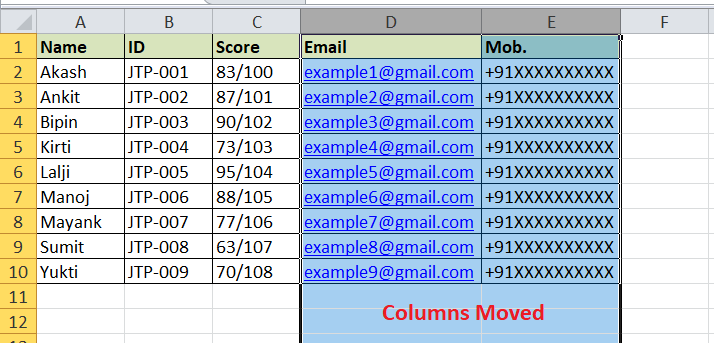 A B C D E F
1 Name ID Score Email Mob.
2 Akash JTP-001 83/100 example1@gmail.com +91XXXXXXXXXX
3 Ankit JTP-002 87/101 example2@gmail.com +91XXXXXXXXXX
4 Bipin JTP-003 90/102 example3@gmail.com +91XXXXXXXXXX
5 Kirti JTP-004 73/103 example4@gmail.com +91XXXXXXXXXX
6 Lalji JTP-005 95/104 example5@gmail.com +91XXXXXXXXXX
7 Manoj JTP-006 88/105 example6@gmail.com +91XXXXXXXXXX
8 Mayank JTP-007 77/106 example7@gmail.com +91XXXXXXXXXX
9 Sumit JTP-008 63/107 example8@gmail.com +91XXXXXXXXXX
10 Yukti JTP-009 70/108 example9@gmail.com +91XXXXXXXXXX
11
Columns Moved
12